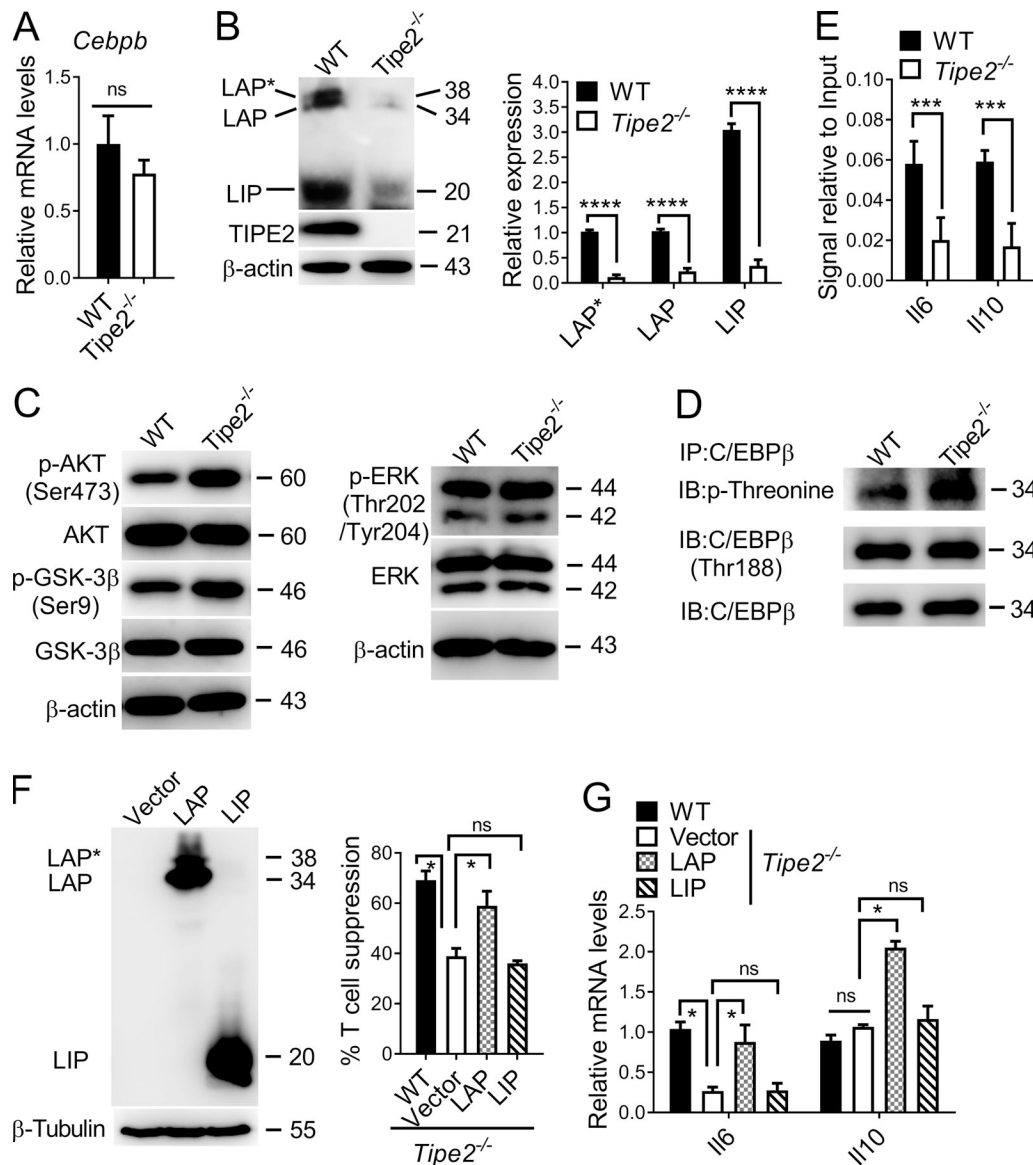 A
Cebpb
Relative mRNA levels
1.5
1.0
0.5
0.0
ns
WT
Tipe2-/-
B
WT
Tipe2-/-
LAP*
LAP
LIP
TIPE2
β-actin
38
34
20
21
43
WT
Tipe2-/-
Relative expression
4.0
3.5
3.0
2.5
2.0
1.5
1.0
0.5
0.0
****
****
****
LAP*
LAP
LIP
E
WT
Tipe2-/-
Signal relative to Input
0.10
0.08
0.06
0.04
0.02
0.00
***
***
Il6
Il10
C
WT
Tipe2-/-
p-AKT
(Ser473)
60
AKT
60
p-GSK-3β
(Ser9)
46
GSK-3β
46
β-actin
43
WT
Tipe2-/-
p-ERK
(Thr202
/Tyr204)
44
42
ERK
44
42
β-actin
43
D
WT
Tipe2-/-
IP:C/EBPβ
IB:p-Threonine
34
IB:C/EBPβ
(Thr188)
34
IB:C/EBPβ
34
F
Vector
LAP
LIP
LAP*
LAP
LIP
38
34
20
β-Tubulin
55
% T cell suppression
80
60
40
20
0
*
*
ns
WT
Vector
LAP
LIP
Tipe2-/-
G
WT
Vector
LAP
LIP
Tipe2-/-
Relative mRNA levels
2.5
2.0
1.5
1.0
0.5
0.0
*
*
ns
ns
*
ns
Il6
Il10